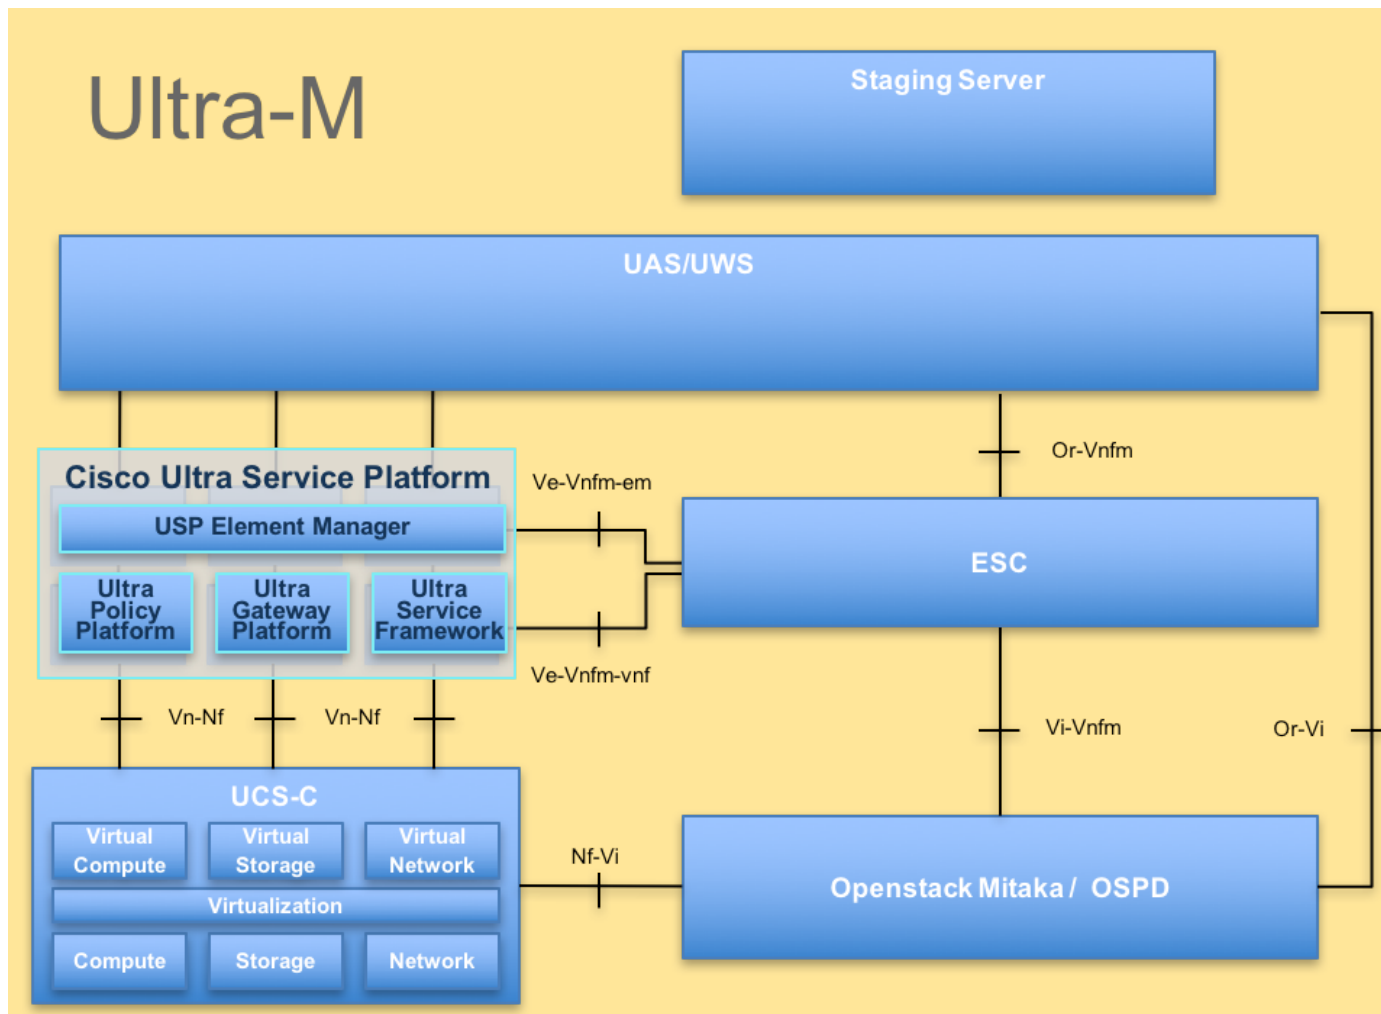 Ultra-M
Staging Server
UAS/UWS
Or-Vnfm
Cisco Ultra Service Platform
Ve-Vnfm-em
USP Element Manager
ESC
Ultra
Policy
Platform
Ultra
Gateway
Platform
Ultra
Service
Framework
Ve-Vnfm-vnf
Vn-Nf
Vn-Nf
Vi-Vnfm
Or-Vi
UCS-C
Virtual
Compute
Virtual
Storage
Virtual
Network
Nf-Vi
Openstack Mitaka / OSPD
Virtualization
Compute
Storage
Network